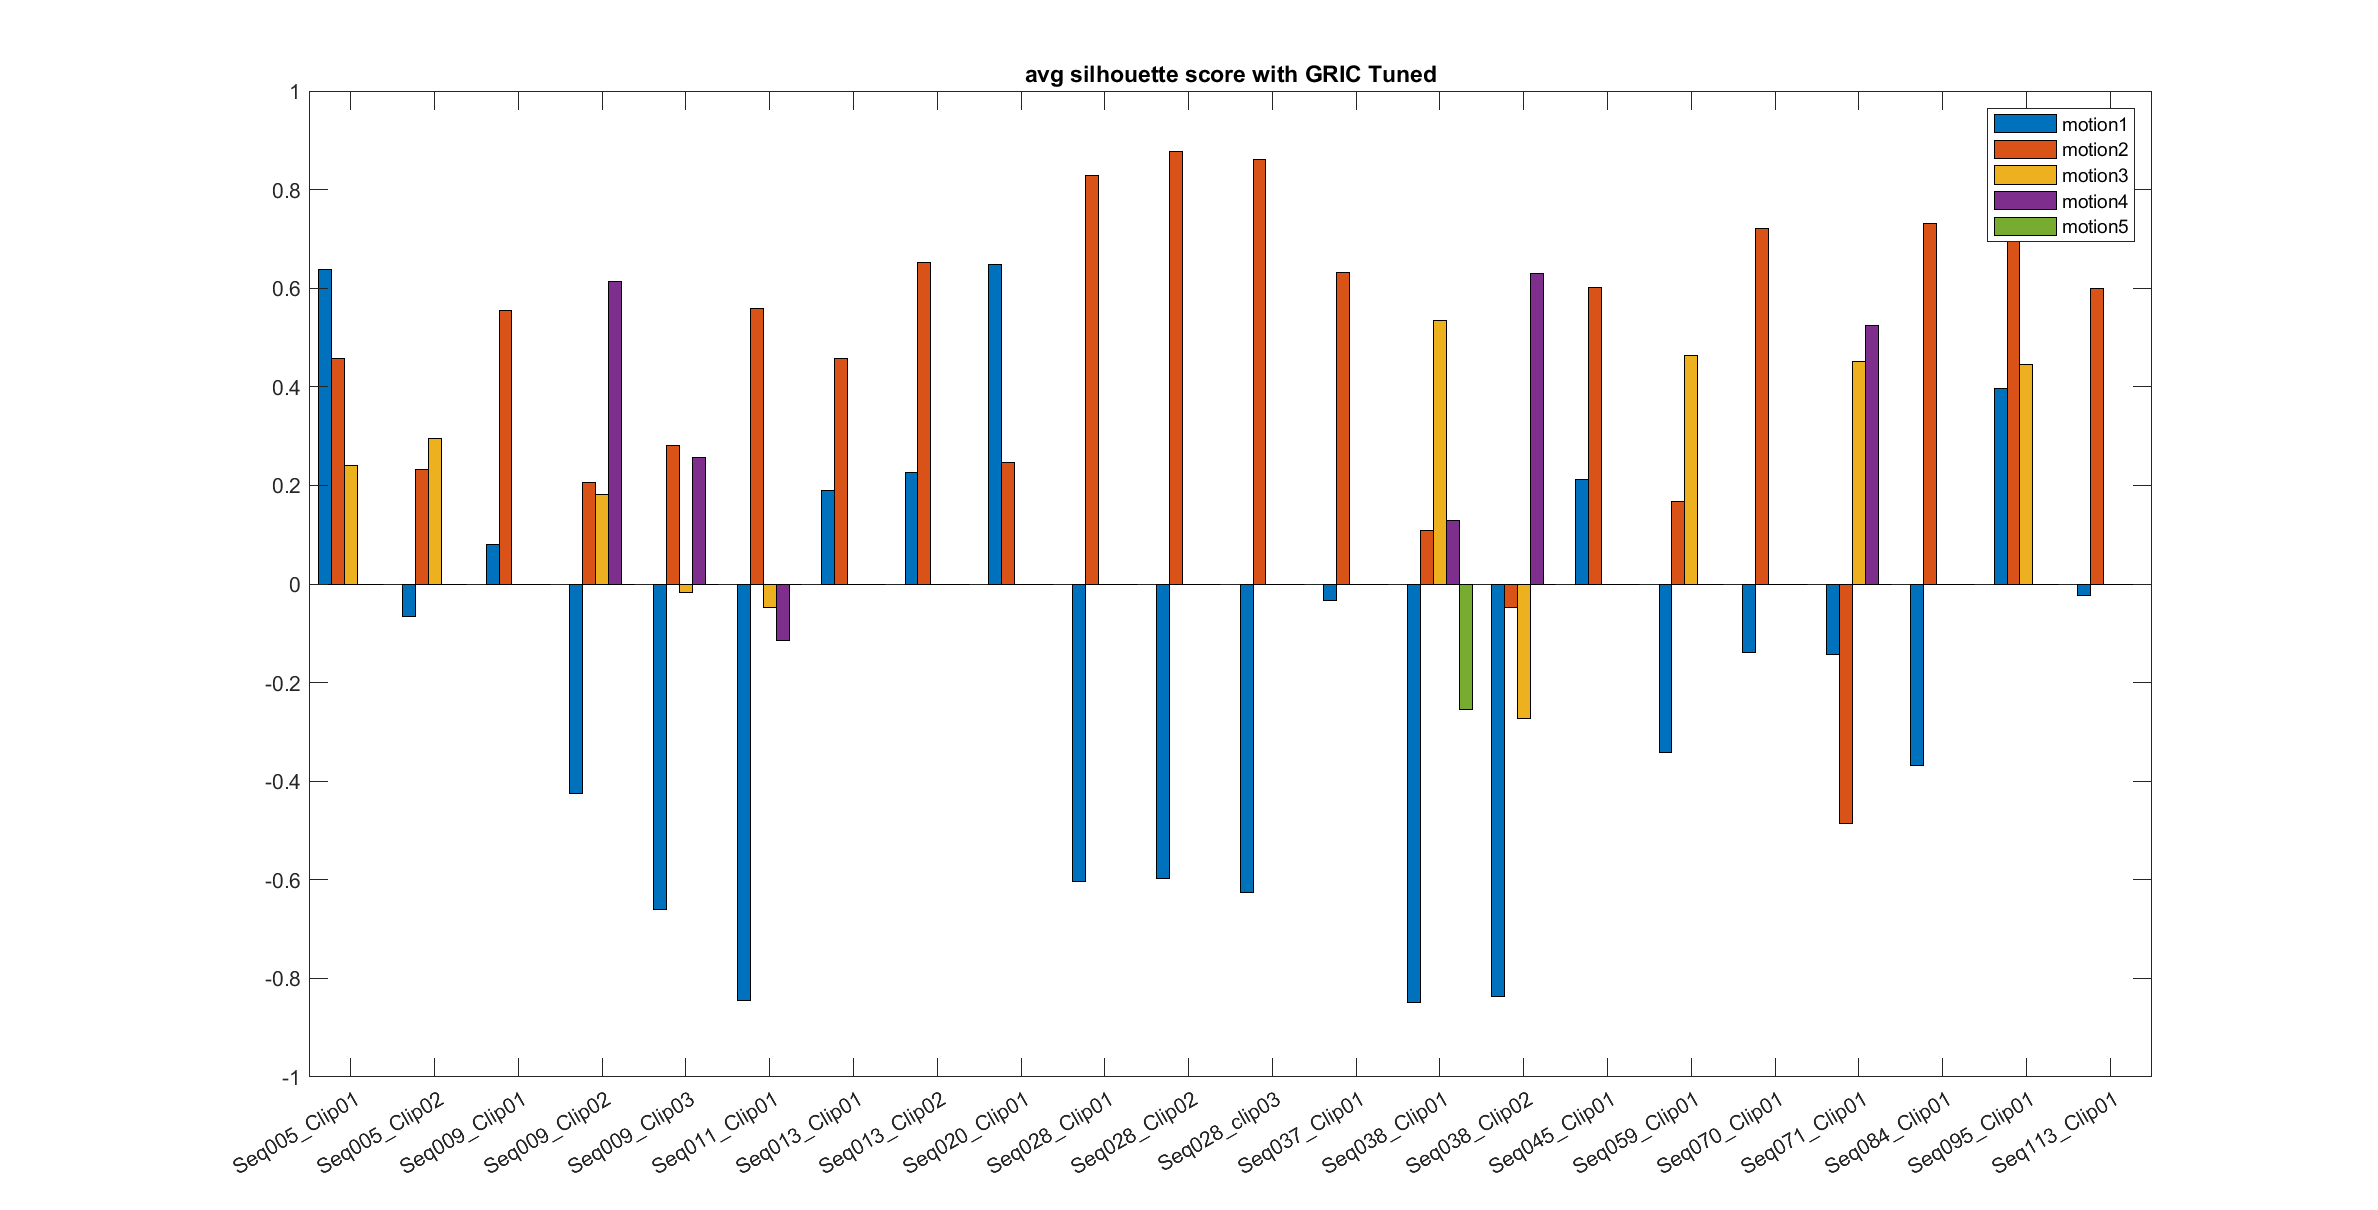 avg silhouette score with GRIC Tuned
1
0.8
0.6
0.4
0.2
0
-0.2
-0.4
-0.6
-0.8
-1
motion1
motion2
motion3
motion4
motion5
Seq005_Clip01
Seq005_Clip02
Seq009_Clip01
Seq009_Clip02
Seq009_Clip03
Seq011_Clip01
Seq013_Clip01
Seq013_Clip02
Seq020_Clip01
Seq028_Clip01
Seq028_Clip02
Seq028_clip03
Seq037_Clip01
Seq038_Clip01
Seq038_Clip02
Seq045_Clip01
Seq059_Clip01
Seq070_Clip01
Seq071_Clip01
Seq084_Clip01
Seq095_Clip01
Seq113_Clip01